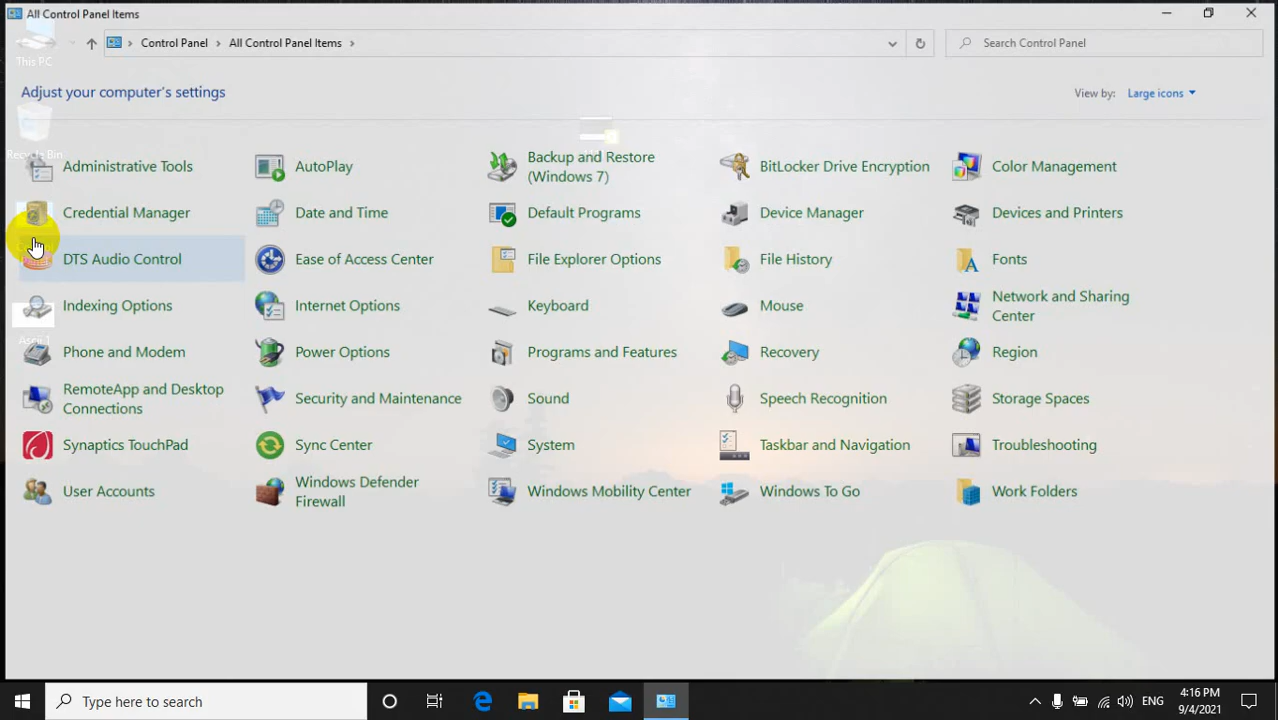 All Control Panel Items
This PC
Control Panel
All Control Panel Items
Search Control Panel
Adjust your computer's settings
View by:
Large icons
Recycle Bin
Administrative Tools
AutoPlay
Backup and Restore
(Windows 7)
BitLocker Drive Encryption
Color Management
Credential Manager
Date and Time
Default Programs
Device Manager
Devices and Printers
DTS Audio Control
Ease of Access Center
File Explorer Options
File History
Fonts
Indexing Options
Internet Options
Keyboard
Mouse
Network and Sharing
Center
Phone and Modem
Power Options
Programs and Features
Recovery
Region
RemoteApp and Desktop
Connections
Security and Maintenance
Sound
Speech Recognition
Storage Spaces
Synaptics TouchPad
Sync Center
System
Taskbar and Navigation
Troubleshooting
User Accounts
Windows Defender
Firewall
Windows Mobility Center
Windows To Go
Work Folders
Type here to search
ENG
4:16 PM
9/4/2021